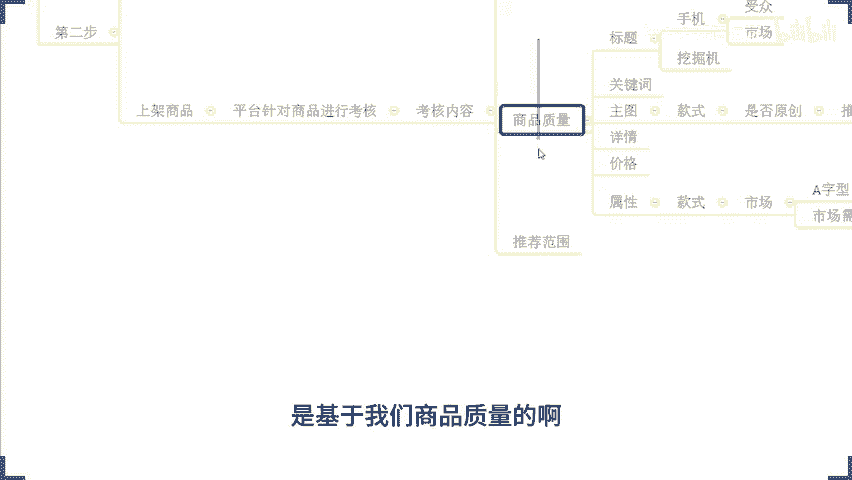 受众
手机
第二步
标题
市场
bilibili
挖掘机
关键词
上架商品
平台针对商品进行考核
考核内容
商品质量
主图
款式
是否原创
详情
价格
A字型
属性
款式
市场
市场需
推荐范围
是基于我们商品质量的啊